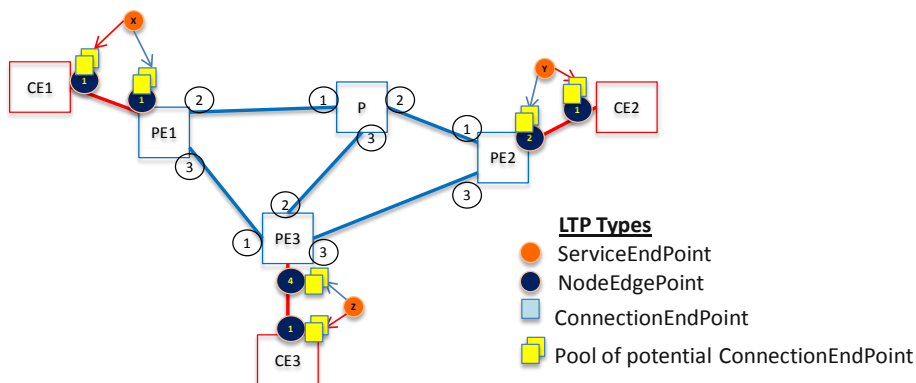 X
CE1
1
1
PE1
2
3
1
P
2
3
Y
1
CE2
1
PE2
2
3
2
1
PE3
3
4
Z
1
CE3
LTP Types
ServiceEndPoint
NodeEdgePoint
ConnectionEndPoint
Pool of potential ConnectionEndPoint